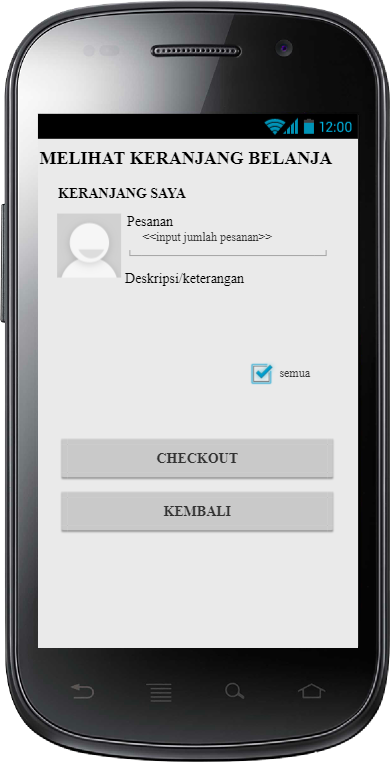 12:00
MELIHAT KERANJANG BELANJA
KERANJANG SAYA
Pesanan
<<input jumlah pesanan>>
Deskripsi/keterangan
semua
CHECKOUT
KEMBALI